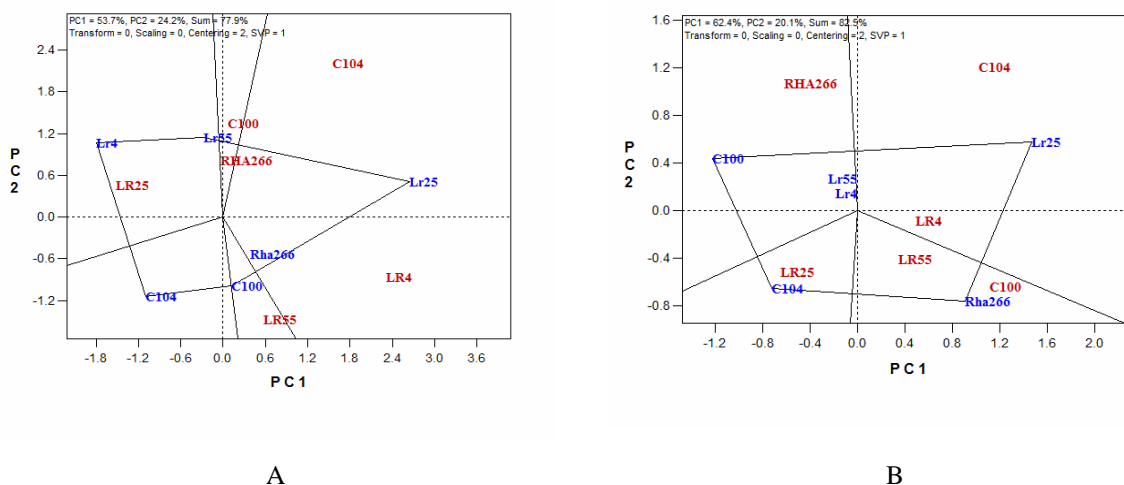 PC1 = 53.7%, PC2 = 24.2%, Sum = 77.9%
Transform = 0, Scaling = 0, Centering = 2, SVP = 1
2.4
1.8
1.2
0.6
0.0
-0.6
-1.2
P
C
2
C104
C100
Lr4
Lr55
RHA266
LR25
Lr25
Rha266
LR4
C104
C100
LR55
-1.8 -1.2 -0.6 0.0 0.6 1.2 1.8 2.4 3.0 3.6
P C 1
A
PC1 = 62.4%, PC2 = 20.1%, Sum = 82.5%
Transform = 0, Scaling = 0, Centering = 2, SVP = 1
1.6
1.2
0.8
0.4
0.0
-0.4
-0.8
P
C
2
C104
RHA266
Lr25
C100
Lr55
Lr4
LR4
LR55
LR25
C104
C100
Rha266
-1.2 -0.8 -0.4 0.0 0.4 0.8 1.2 1.6 2.0
P C 1
B